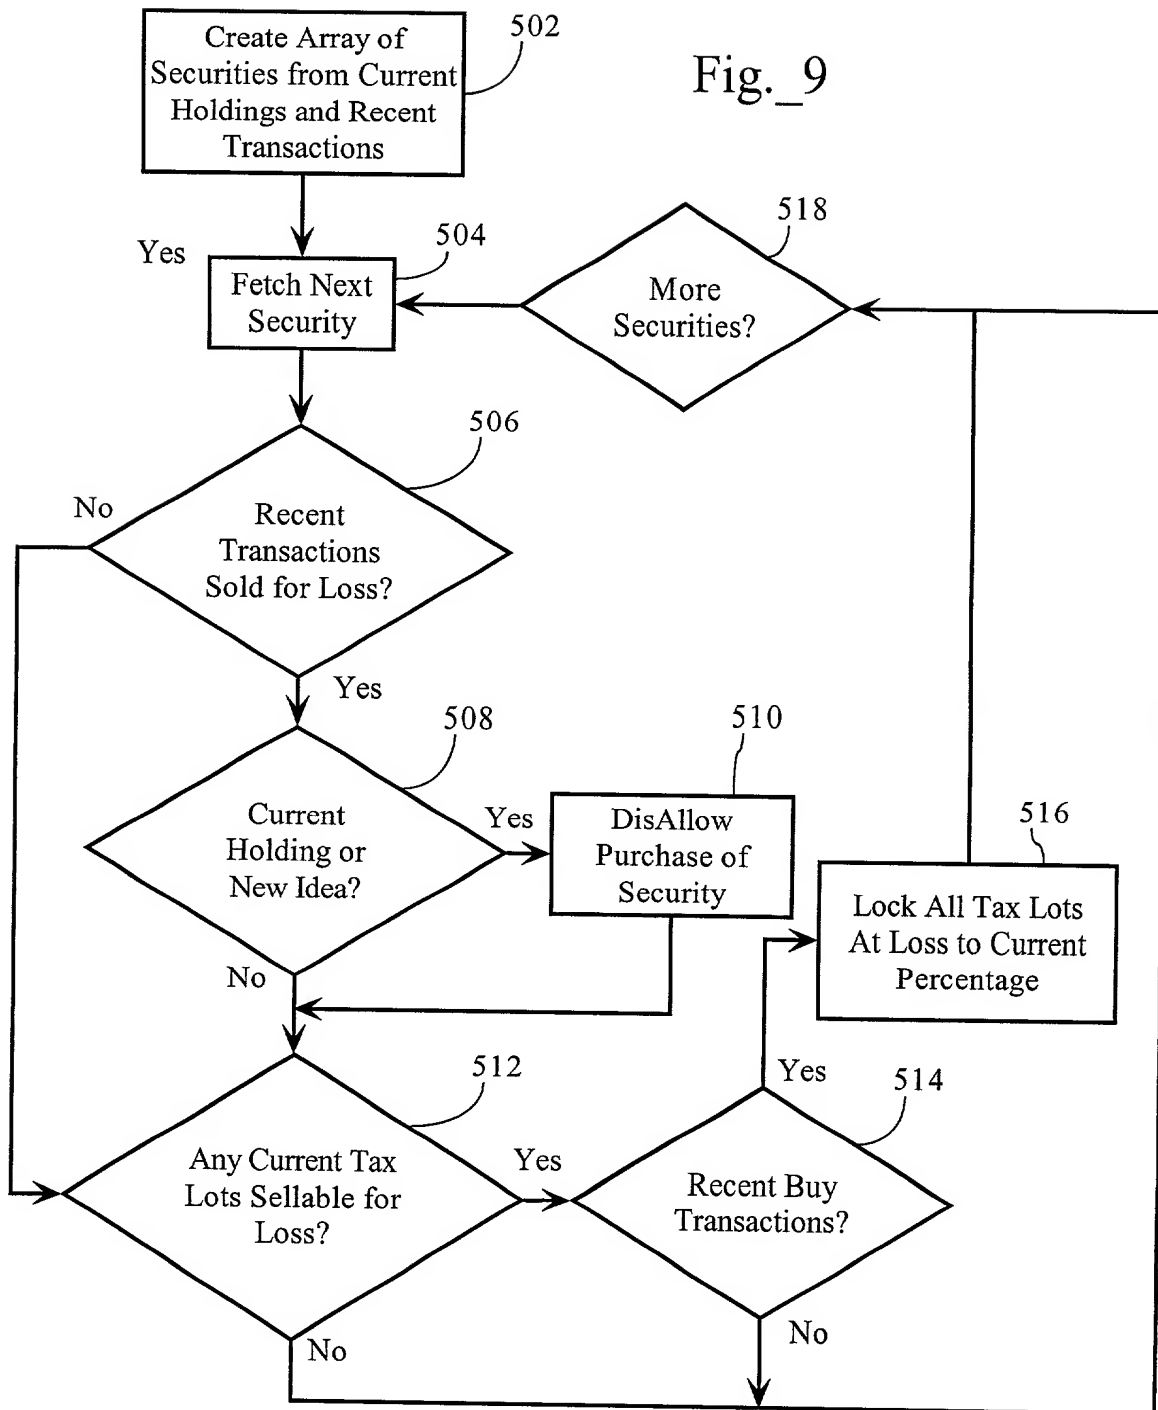 502
Create Array of
Securities from Current
Holdings and Recent
Transactions
Fig._9
518
504
Yes
Fetch Next
Security
More
Securities?
506
No
Recent
Transactions
Sold for Loss?
Yes
508
510
Current
Holding or
New Idea?
Yes
DisAllow
Purchase of
Security
516
Lock All Tax Lots
At Loss to Current
Percentage
No
512
Yes
514
Any Current Tax
Lots Sellable for
Loss?
Yes
Recent Buy
Transactions?
No
No